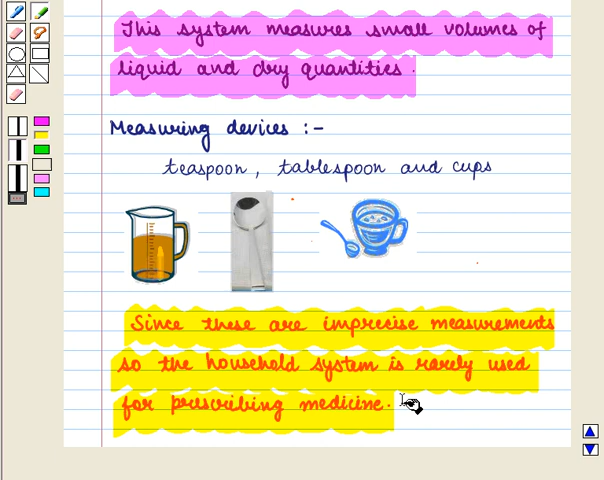 This system measures small volumes of
liquid and dry quantities.
Measuring devices :-
teaspoon, tablespoon and cups
Since these are imprecise measurements
so the household system is rarely used
for prescribing medicine.